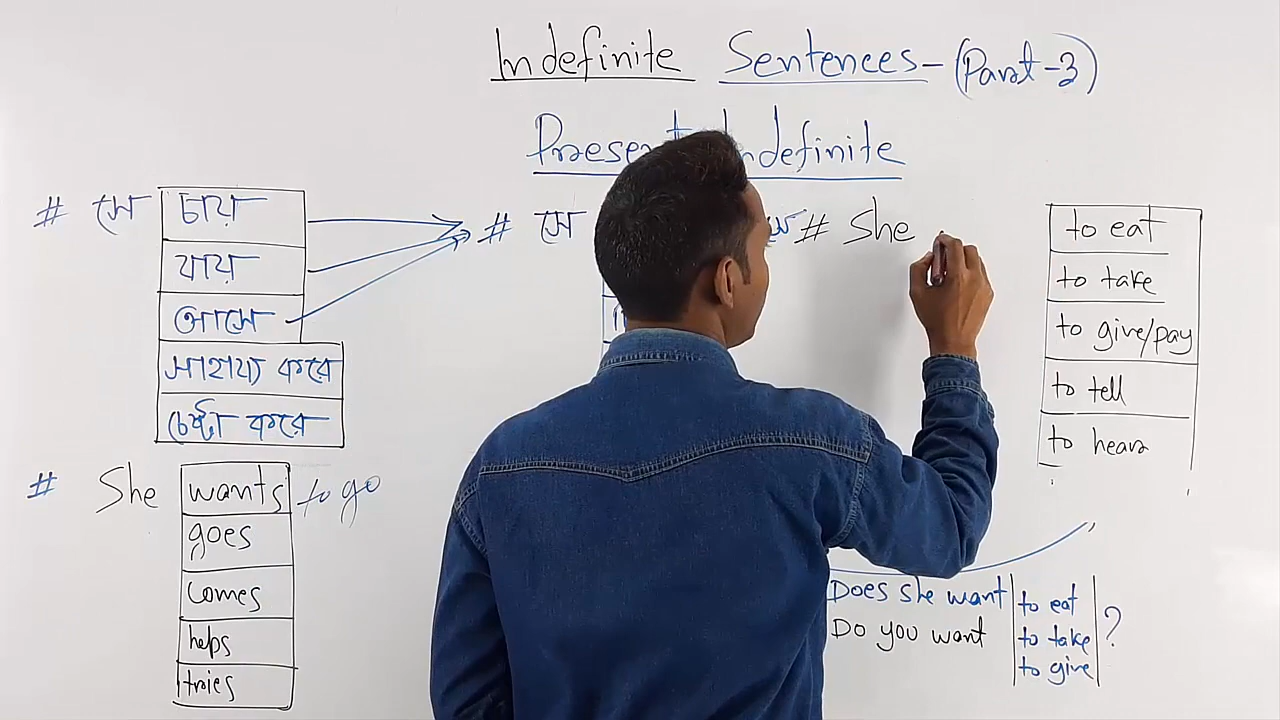 Indefinite Sentences - (Part-3)
Indefinite
# সে চায়
যায়
আসে
সাহায্য করে
চেষ্টা করে
# সে
# She
to eat
to take
to give/pay
to tell
to hear
# She wants to go
goes
comes
helps
tries
Does she want to eat
Do you want to take ?
to give